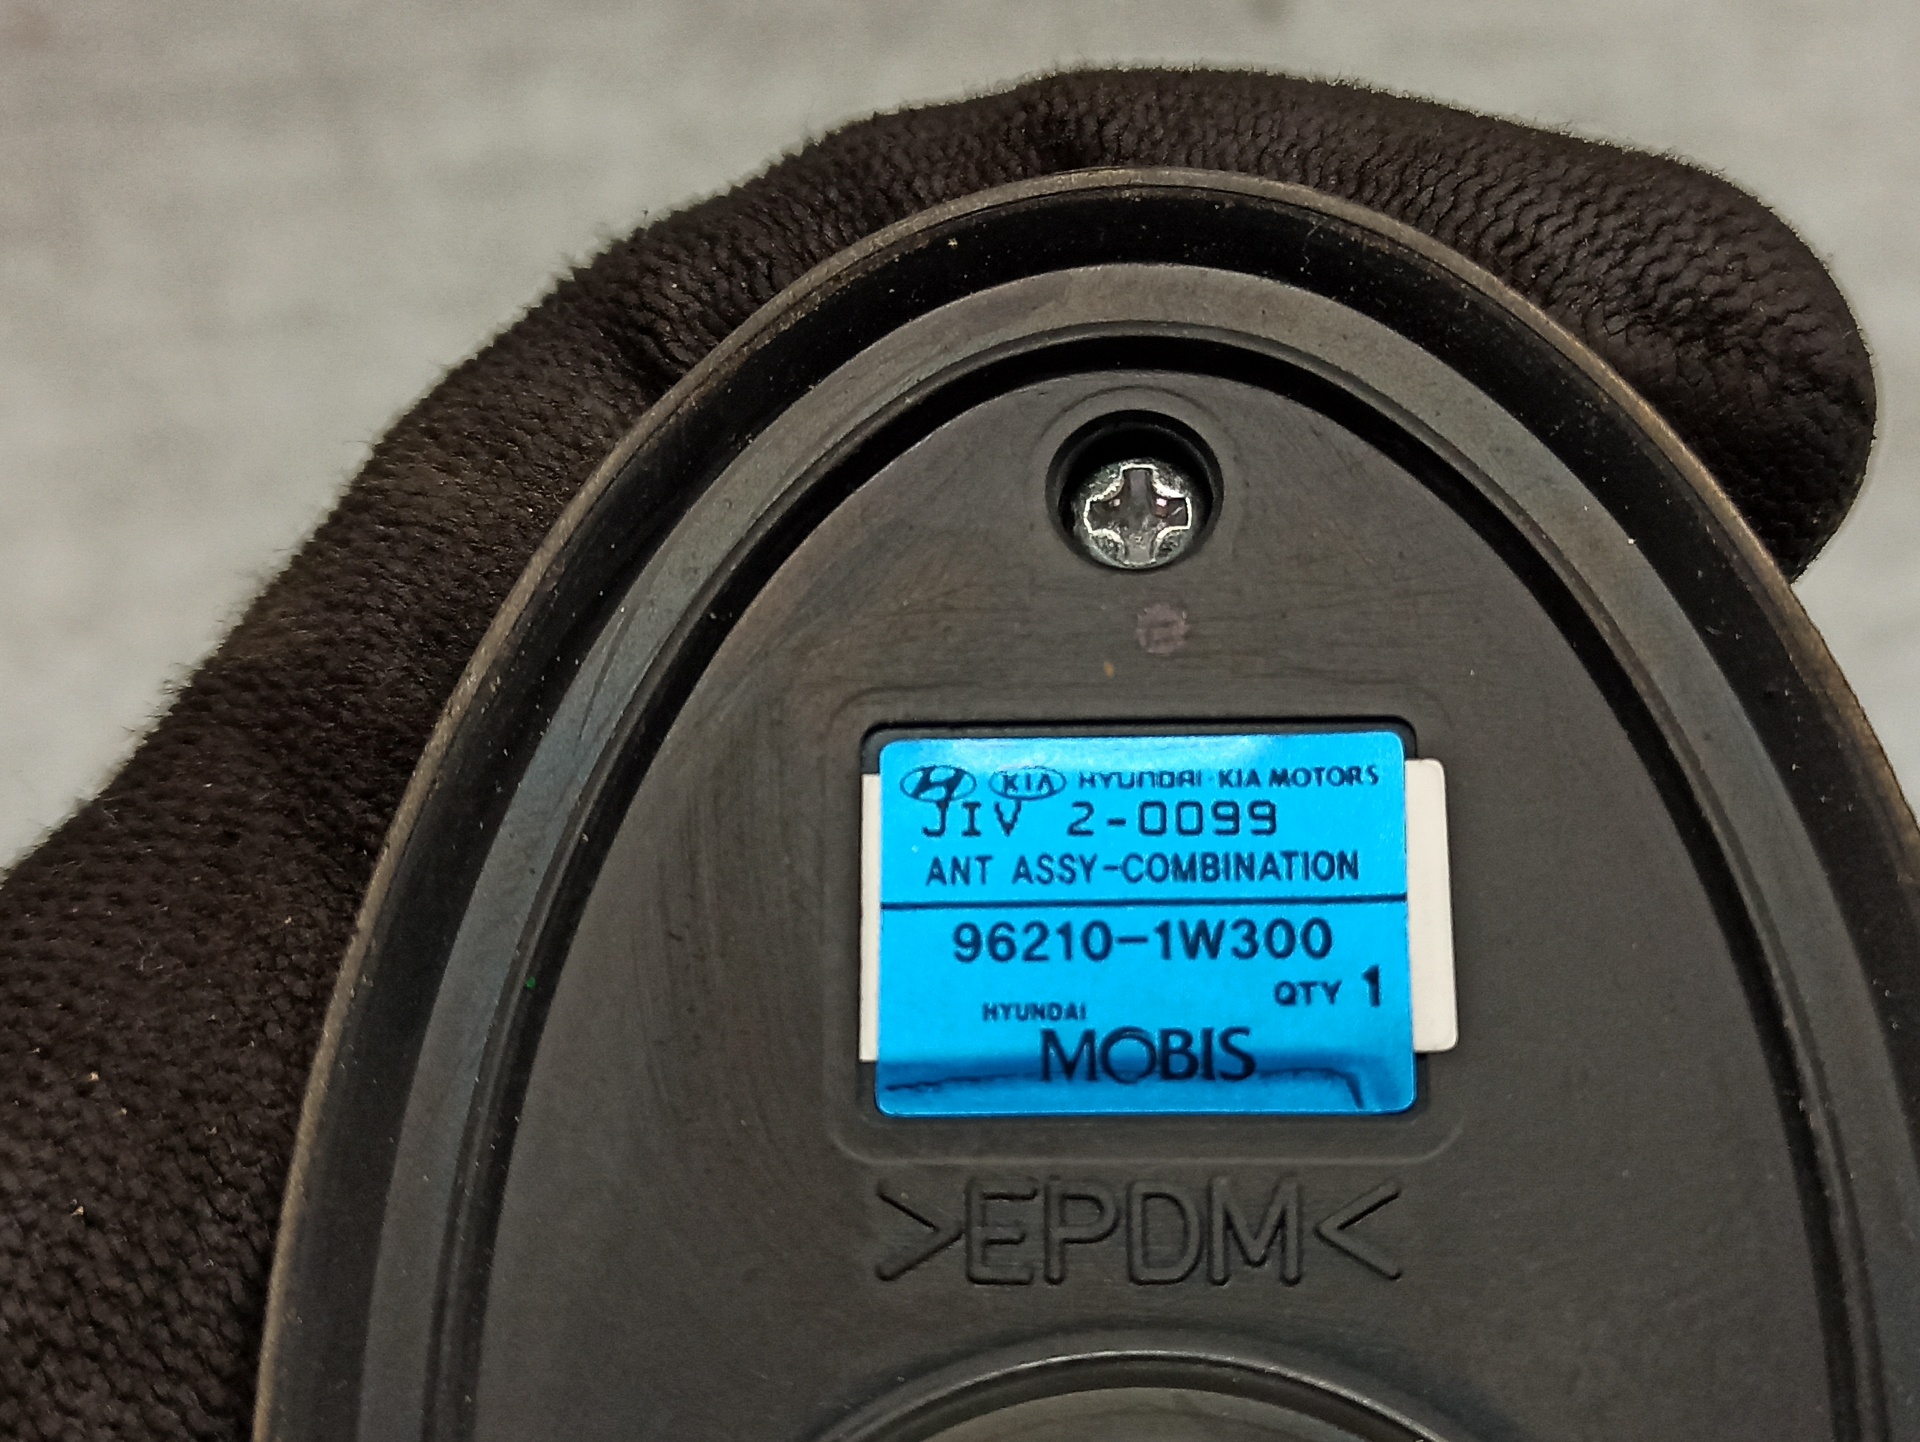 KIA HYUNDAI · KIA MOTORS
JIV 2-0099
ANT ASSY-COMBINATION
96210-1W300
QTY 1
HYUNDAI
MOBIS
>EPDM<